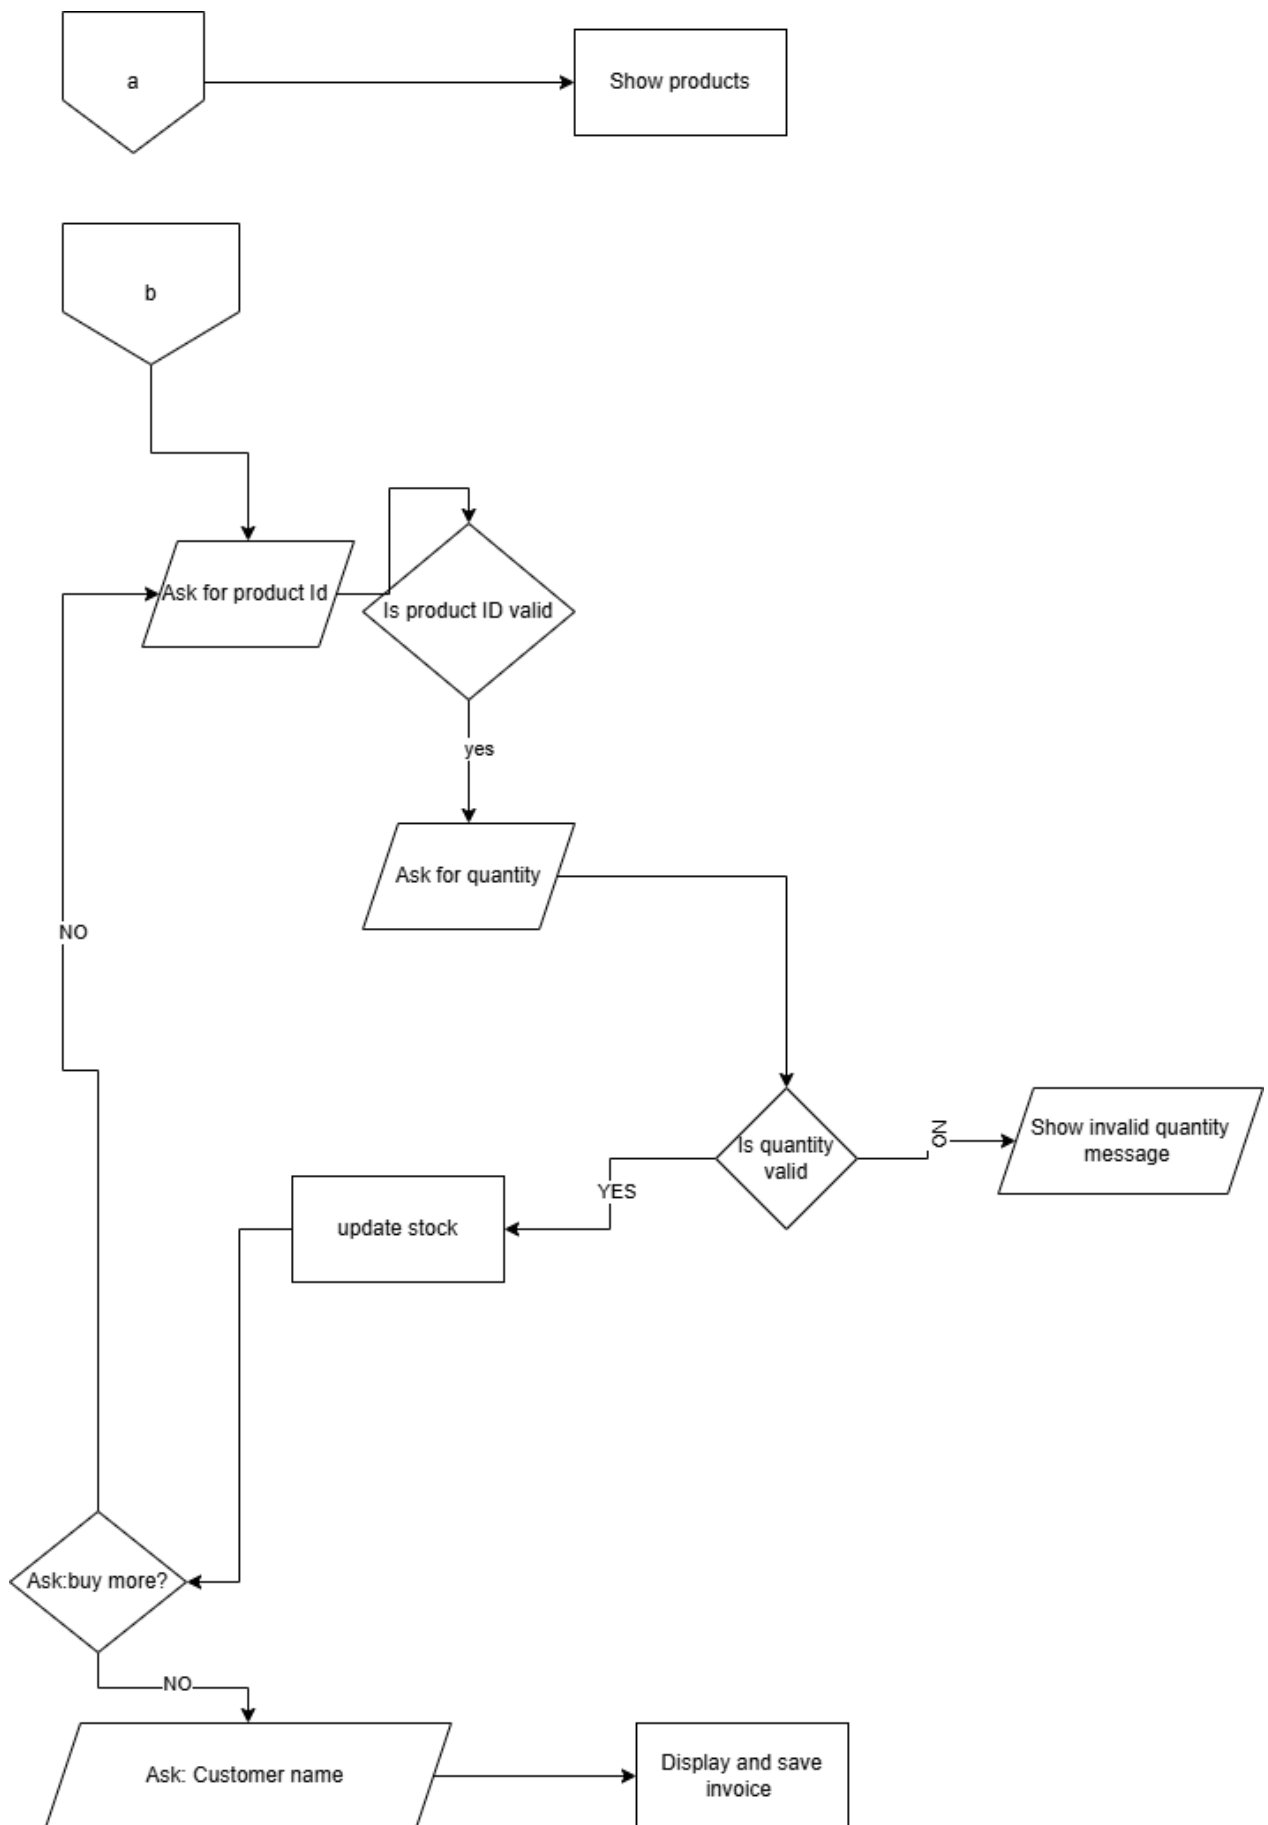 a
Show products
b
Ask for product Id
Is product ID valid
yes
Ask for quantity
NO
Is quantity
valid
NO
Show invalid quantity
message
YES
update stock
Ask:buy more?
NO
Ask: Customer name
Display and save
invoice